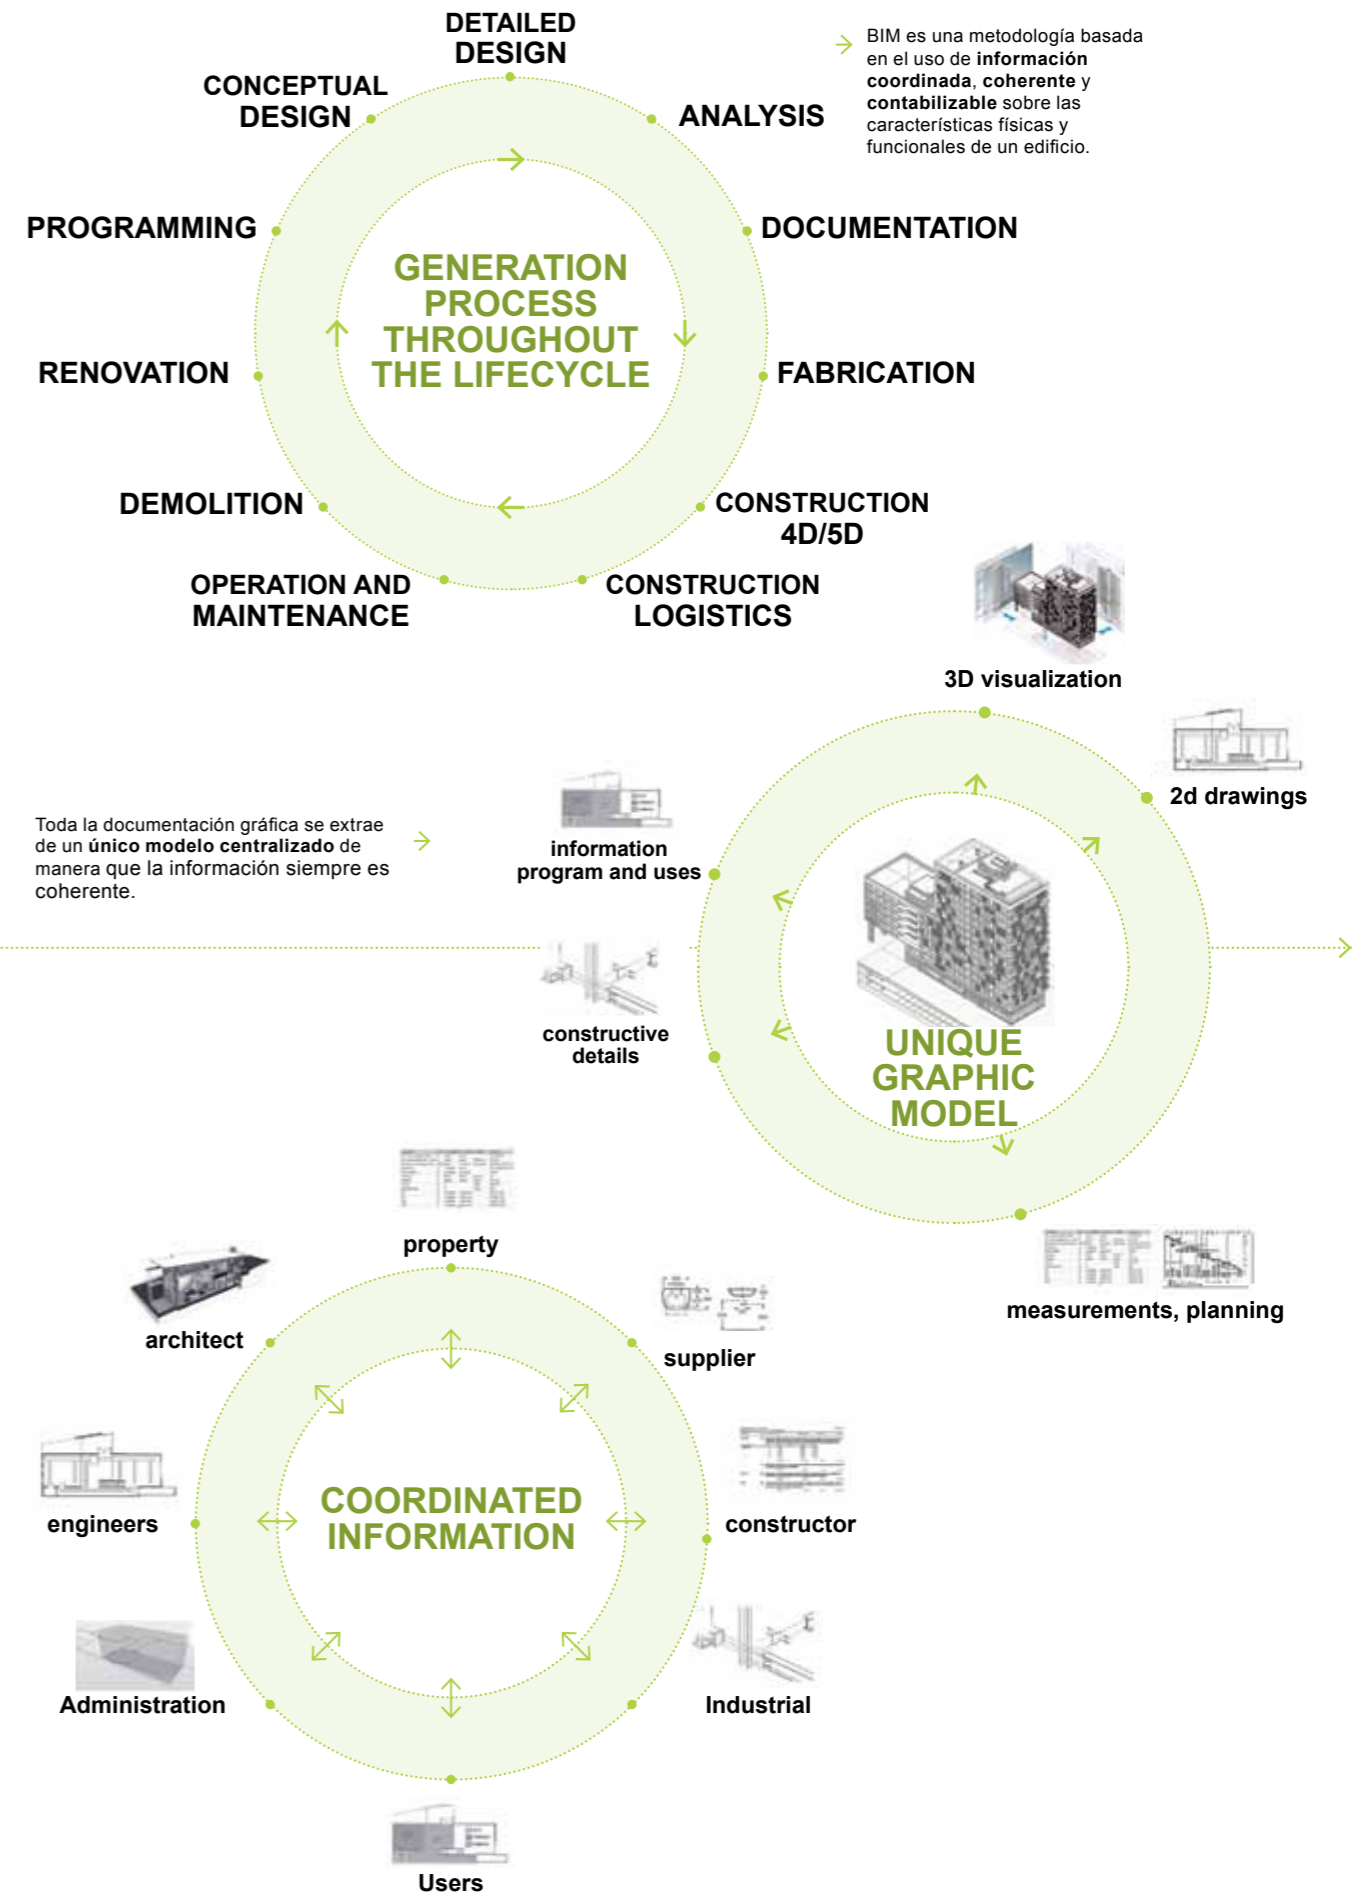 DETAILED
DESIGN
CONCEPTUAL
DESIGN
ANALYSIS
BIM es una metodología basada
en el uso de información
coordinada, coherente y
contabilizable sobre las
características físicas y
funcionales de un edificio.
PROGRAMMING
DOCUMENTATION
GENERATION
PROCESS
THROUGHOUT
THE LIFECYCLE
RENOVATION
FABRICATION
DEMOLITION
CONSTRUCTION
4D/5D
OPERATION AND
MAINTENANCE
CONSTRUCTION
LOGISTICS
3D visualization
2d drawings
Toda la documentación gráfica se extrae
de un único modelo centralizado de
manera que la información siempre es
coherente.
information
program and uses
constructive
details
UNIQUE
GRAPHIC
MODEL
measurements, planning
property
architect
supplier
engineers
COORDINATED
INFORMATION
constructor
Administration
Industrial
Users